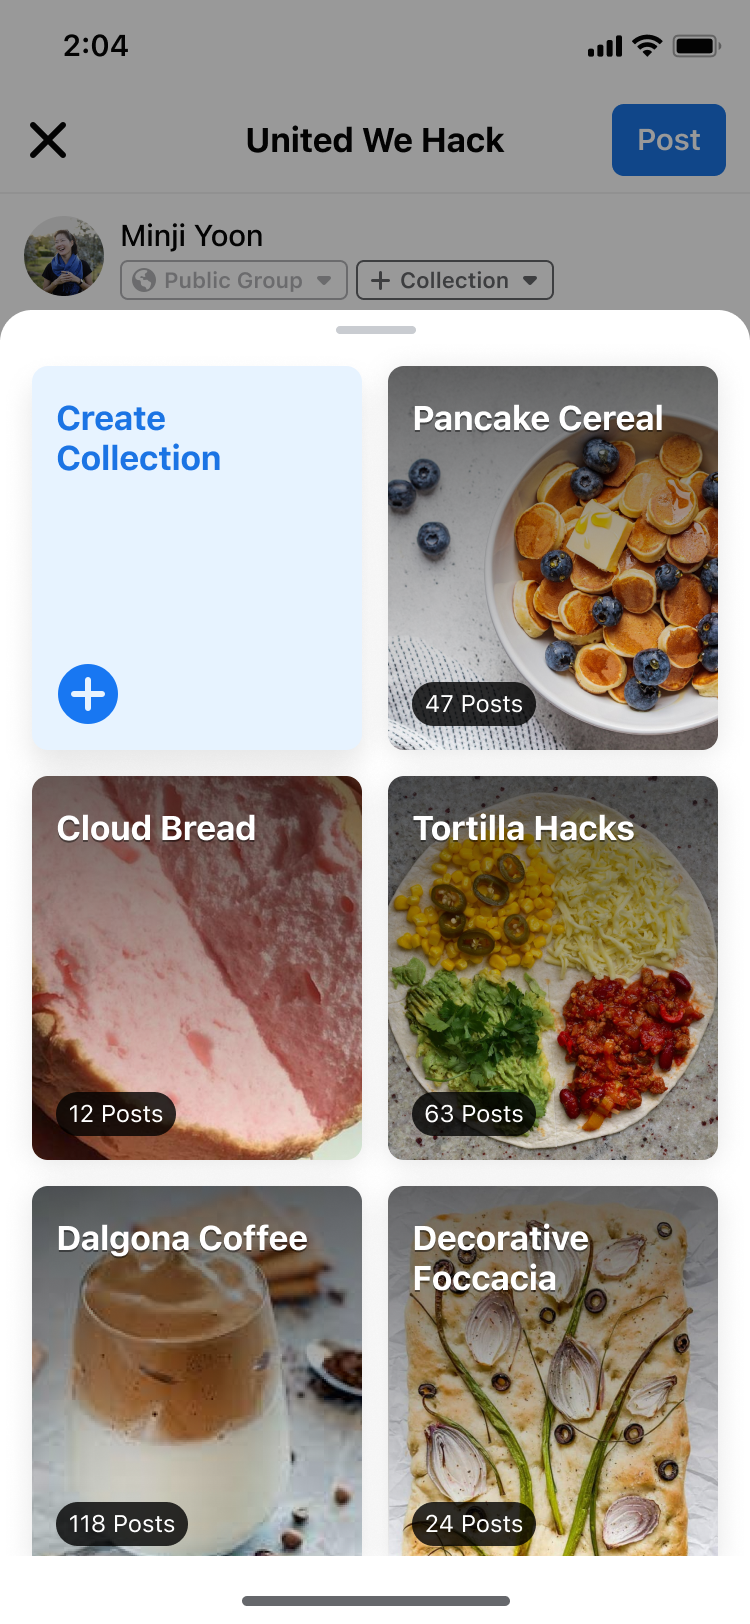 2:04
United We Hack
Post
Minji Yoon
Public Group
Collection
Create
Collection
Pancake Cereal
47 Posts
Cloud Bread
12 Posts
Tortilla Hacks
63 Posts
Dalgona Coffee
118 Posts
Decorative
Foccacia
24 Posts